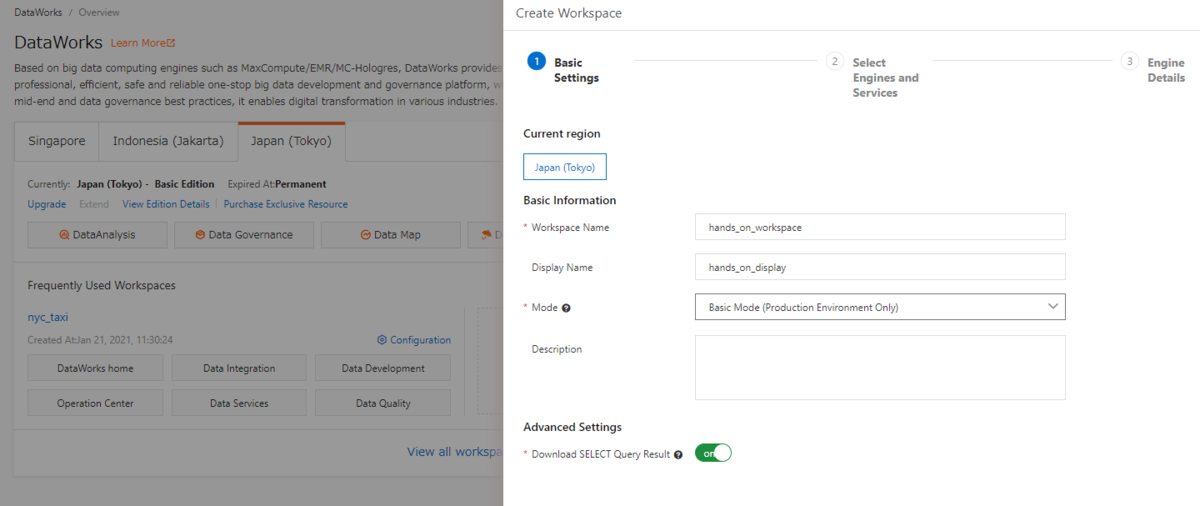 DataWorks / Overview
DataWorks Learn More
Based on big data computing engines such as MaxCompute/EMR/MC-Hologres, DataWorks provides
professional, efficient, safe and reliable one-stop big data development and governance platform, w
mid-end and data governance best practices, it enables digital transformation in various industries.
Singapore Indonesia (Jakarta) Japan (Tokyo)
Currently: Japan (Tokyo) - Basic Edition Expired At:Permanent
Upgrade Extend View Edition Details Purchase Exclusive Resource
DataAnalysis Data Governance Data Map D
Frequently Used Workspaces
nyc_taxi
Created At:Jan 21, 2021, 11:30:24 Configuration
DataWorks home Data Integration Data Development
Operation Center Data Services Data Quality
View all workspa
Create Workspace
1 Basic Settings
2 Select Engines and Services
3 Engine Details
Current region
Japan (Tokyo)
Basic Information
* Workspace Name hands_on_workspace
Display Name hands_on_display
* Mode Basic Mode (Production Environment Only)
Description
Advanced Settings
* Download SELECT Query Result on